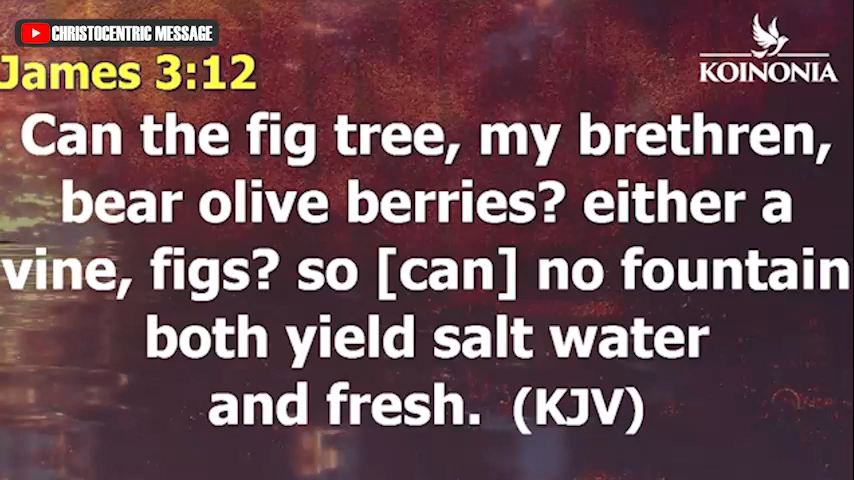 CHRISTOCENTRIC MESSAGE
James 3:12
KOINONIA
Can the fig tree, my brethren,
bear olive berries? either a
vine, figs? so [can] no fountain
both yield salt water
and fresh. (KJV)